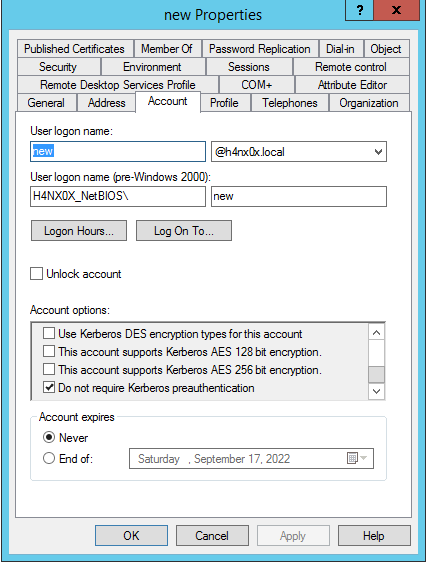 new Properties
?
x
Published Certificates
Member Of
Password Replication
Dial-in
Object
Security
Environment
Sessions
Remote control
Remote Desktop Services Profile
COM+
Attribute Editor
General
Address
Account
Profile
Telephones
Organization
User logon name:
new
@h4nx0x.local
User logon name (pre-Windows 2000):
H4NX0X_NetBIOS\
new
Logon Hours...
Log On To...
Unlock account
Account options:
Use Kerberos DES encryption types for this account
This account supports Kerberos AES 128 bit encryption.
This account supports Kerberos AES 256 bit encryption.
Do not require Kerberos preauthentication
Account expires
Never
End of:
Saturday , September 17, 2022
OK
Cancel
Apply
Help